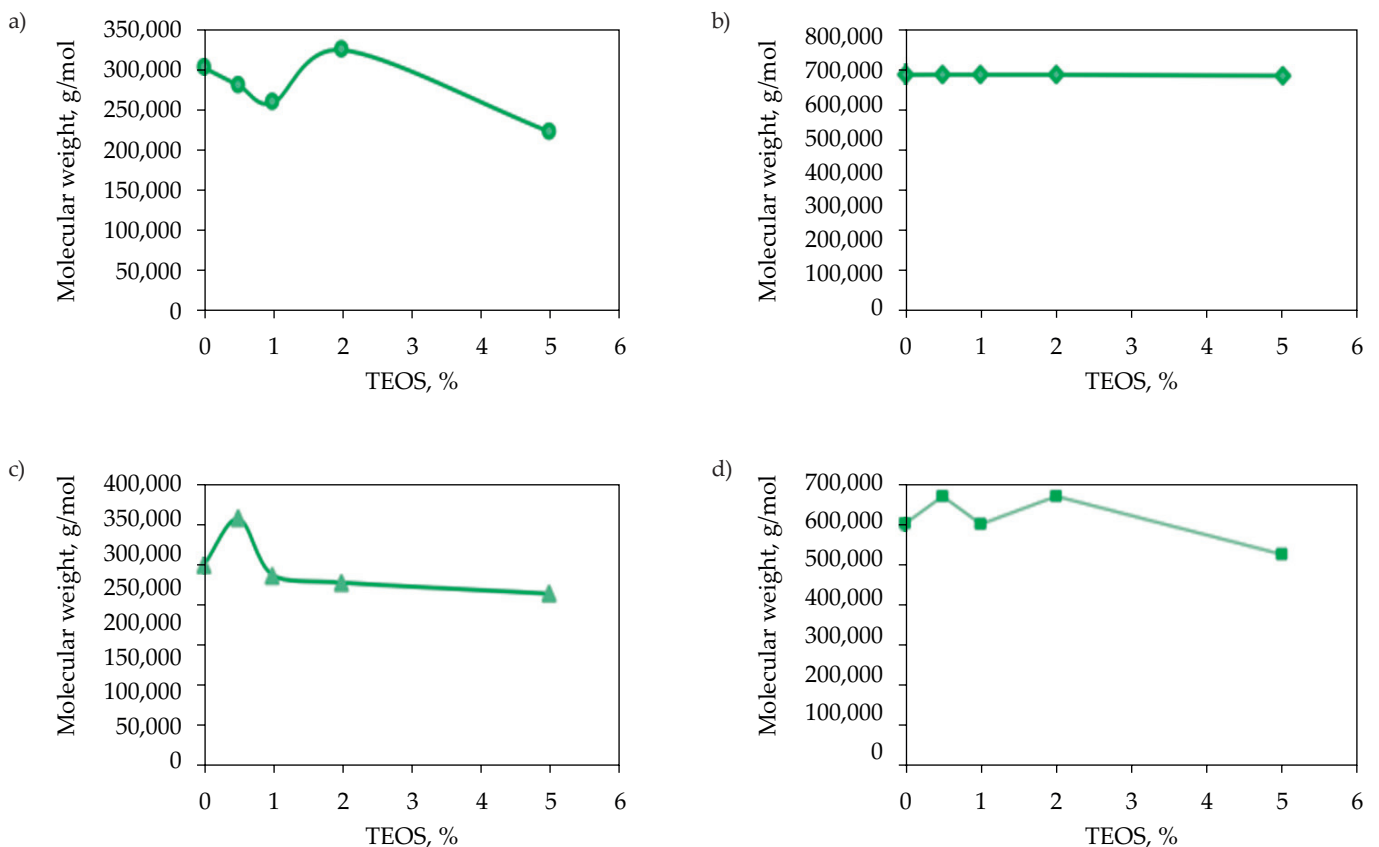 a)
Molecular weight, g/mol
350,000
300,000
250,000
200,000
150,000
100,000
50,000
0
0 1 2 3 4 5 6
TEOS, %
b)
Molecular weight, g/mol
800,000
700,000
600,000
500,000
400,000
300,000
200,000
100,000
0
0 1 2 3 4 5 6
TEOS, %
c)
Molecular weight, g/mol
400,000
350,000
300,000
250,000
200,000
150,000
100,000
50,000
0
0 1 2 3 4 5 6
TEOS, %
d)
Molecular weight, g/mol
700,000
600,000
500,000
400,000
300,000
200,000
100,000
0
0 1 2 3 4 5 6
TEOS, %